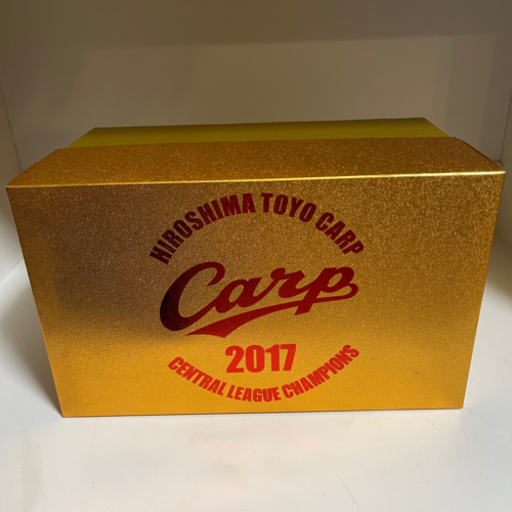 HIROSHIMA TOYO CARP
Carp
2017
CENTRAL LEAGUE CHAMPIONS